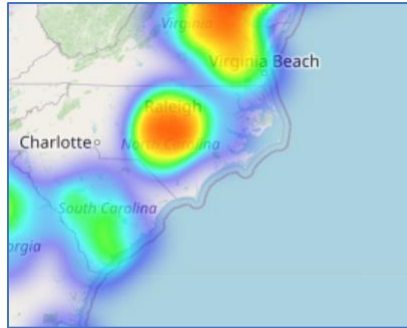 Virginia
Virginia Beach
Raleigh
Charlotte
North Carolina
South Carolina
orgia